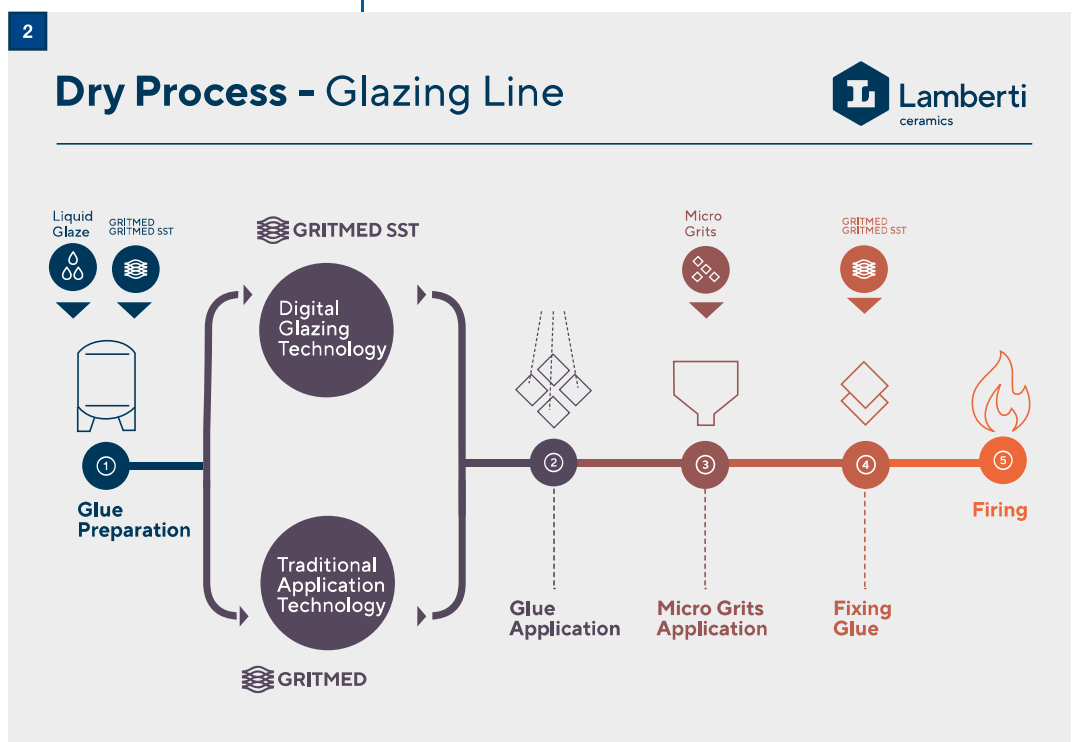 2
Dry Process - Glazing Line
Lamberti
ceramics
Liquid
Glaze
GRITMED
GRITMED SST
GRITMED SST
Micro
Grits
GRITMED
GRITMED SST
Digital
Glazing
Technology
1
2
3
4
5
Glue
Preparation
Firing
Traditional
Application
Technology
Glue
Application
Micro Grits
Application
Fixing
Glue
GRITMED